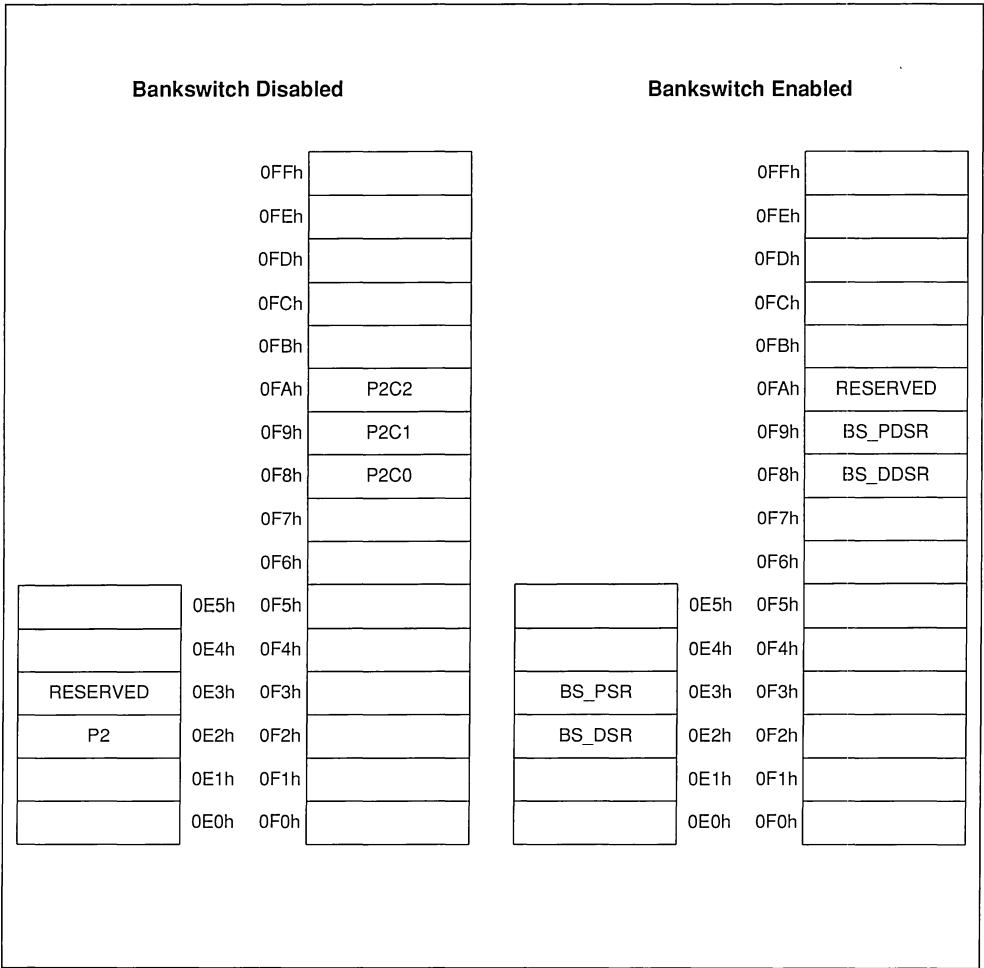 Bankswitch Disabled Bankswitch Enabled
0FFh 0FFh
0FEh 0FEh
0FDh 0FDh
0FCh 0FCh
0FBh 0FBh
0FAh P2C2 0FAh RESERVED
0F9h P2C1 0F9h BS_PDSR
0F8h P2C0 0F8h BS_DDSR
0F7h 0F7h
0F6h 0F6h
0E5h 0F5h 0E5h 0F5h
0E4h 0F4h 0E4h 0F4h
RESERVED 0E3h 0F3h BS_PSR 0E3h 0F3h
P2 0E2h 0F2h BS_DSR 0E2h 0F2h
0E1h 0F1h 0E1h 0F1h
0E0h 0F0h 0E0h 0F0h